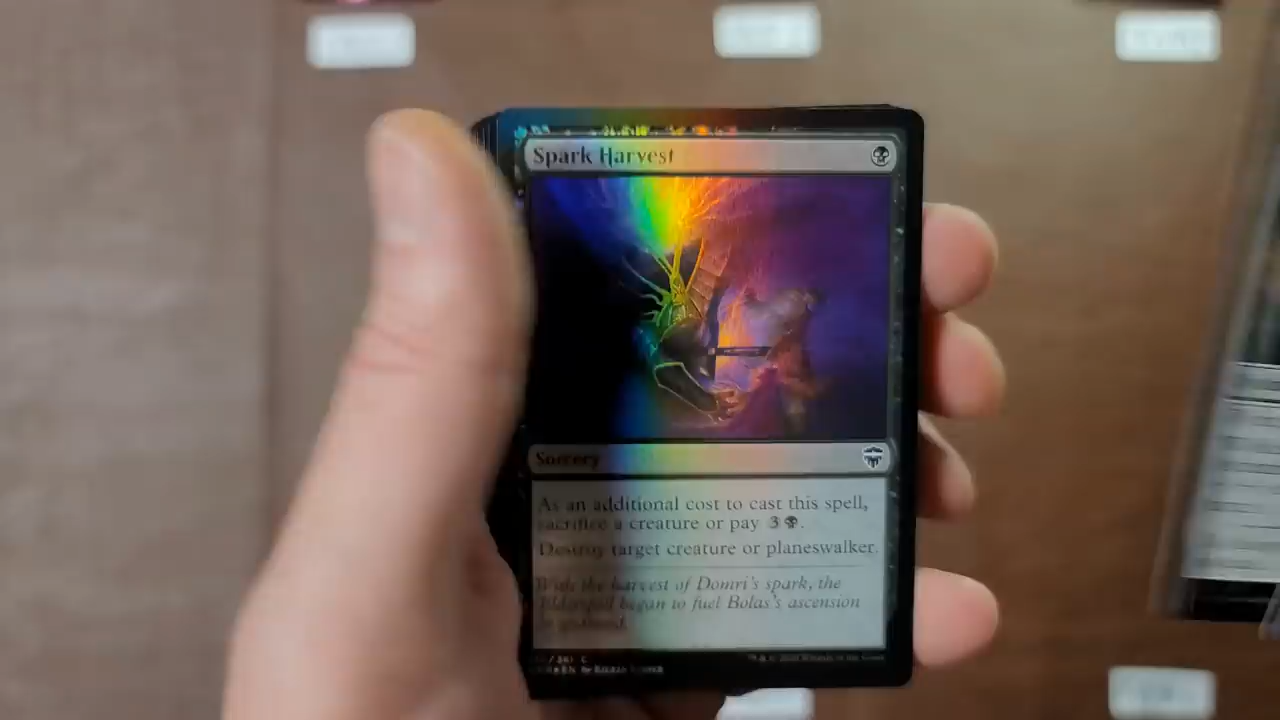 Spark Harvest
Sorcery
As an additional cost to cast this spell,
sacrifice a creature or pay 3.
Destroy target creature or planeswalker.
With the harvest of Domri's spark, the
began to fuel Bolas's ascension